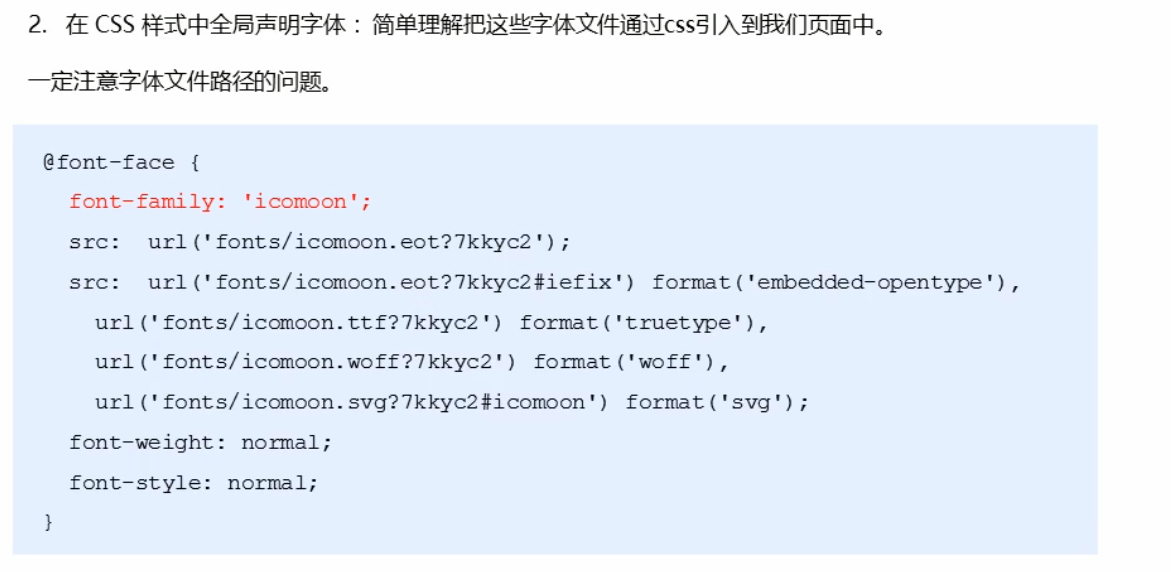 2. 在 CSS 样式中全局声明字体： 简单理解把这些字体文件通过css引入到我们页面中。
一定注意字体文件路径的问题。
@font-face {
  font-family: 'icomoon';
  src:  url('fonts/icomoon.eot?7kkyc2');
  src:  url('fonts/icomoon.eot?7kkyc2#iefix') format('embedded-opentype'),
    url('fonts/icomoon.ttf?7kkyc2') format('truetype'),
    url('fonts/icomoon.woff?7kkyc2') format('woff'),
    url('fonts/icomoon.svg?7kkyc2#icomoon') format('svg');
  font-weight: normal;
  font-style: normal;
}